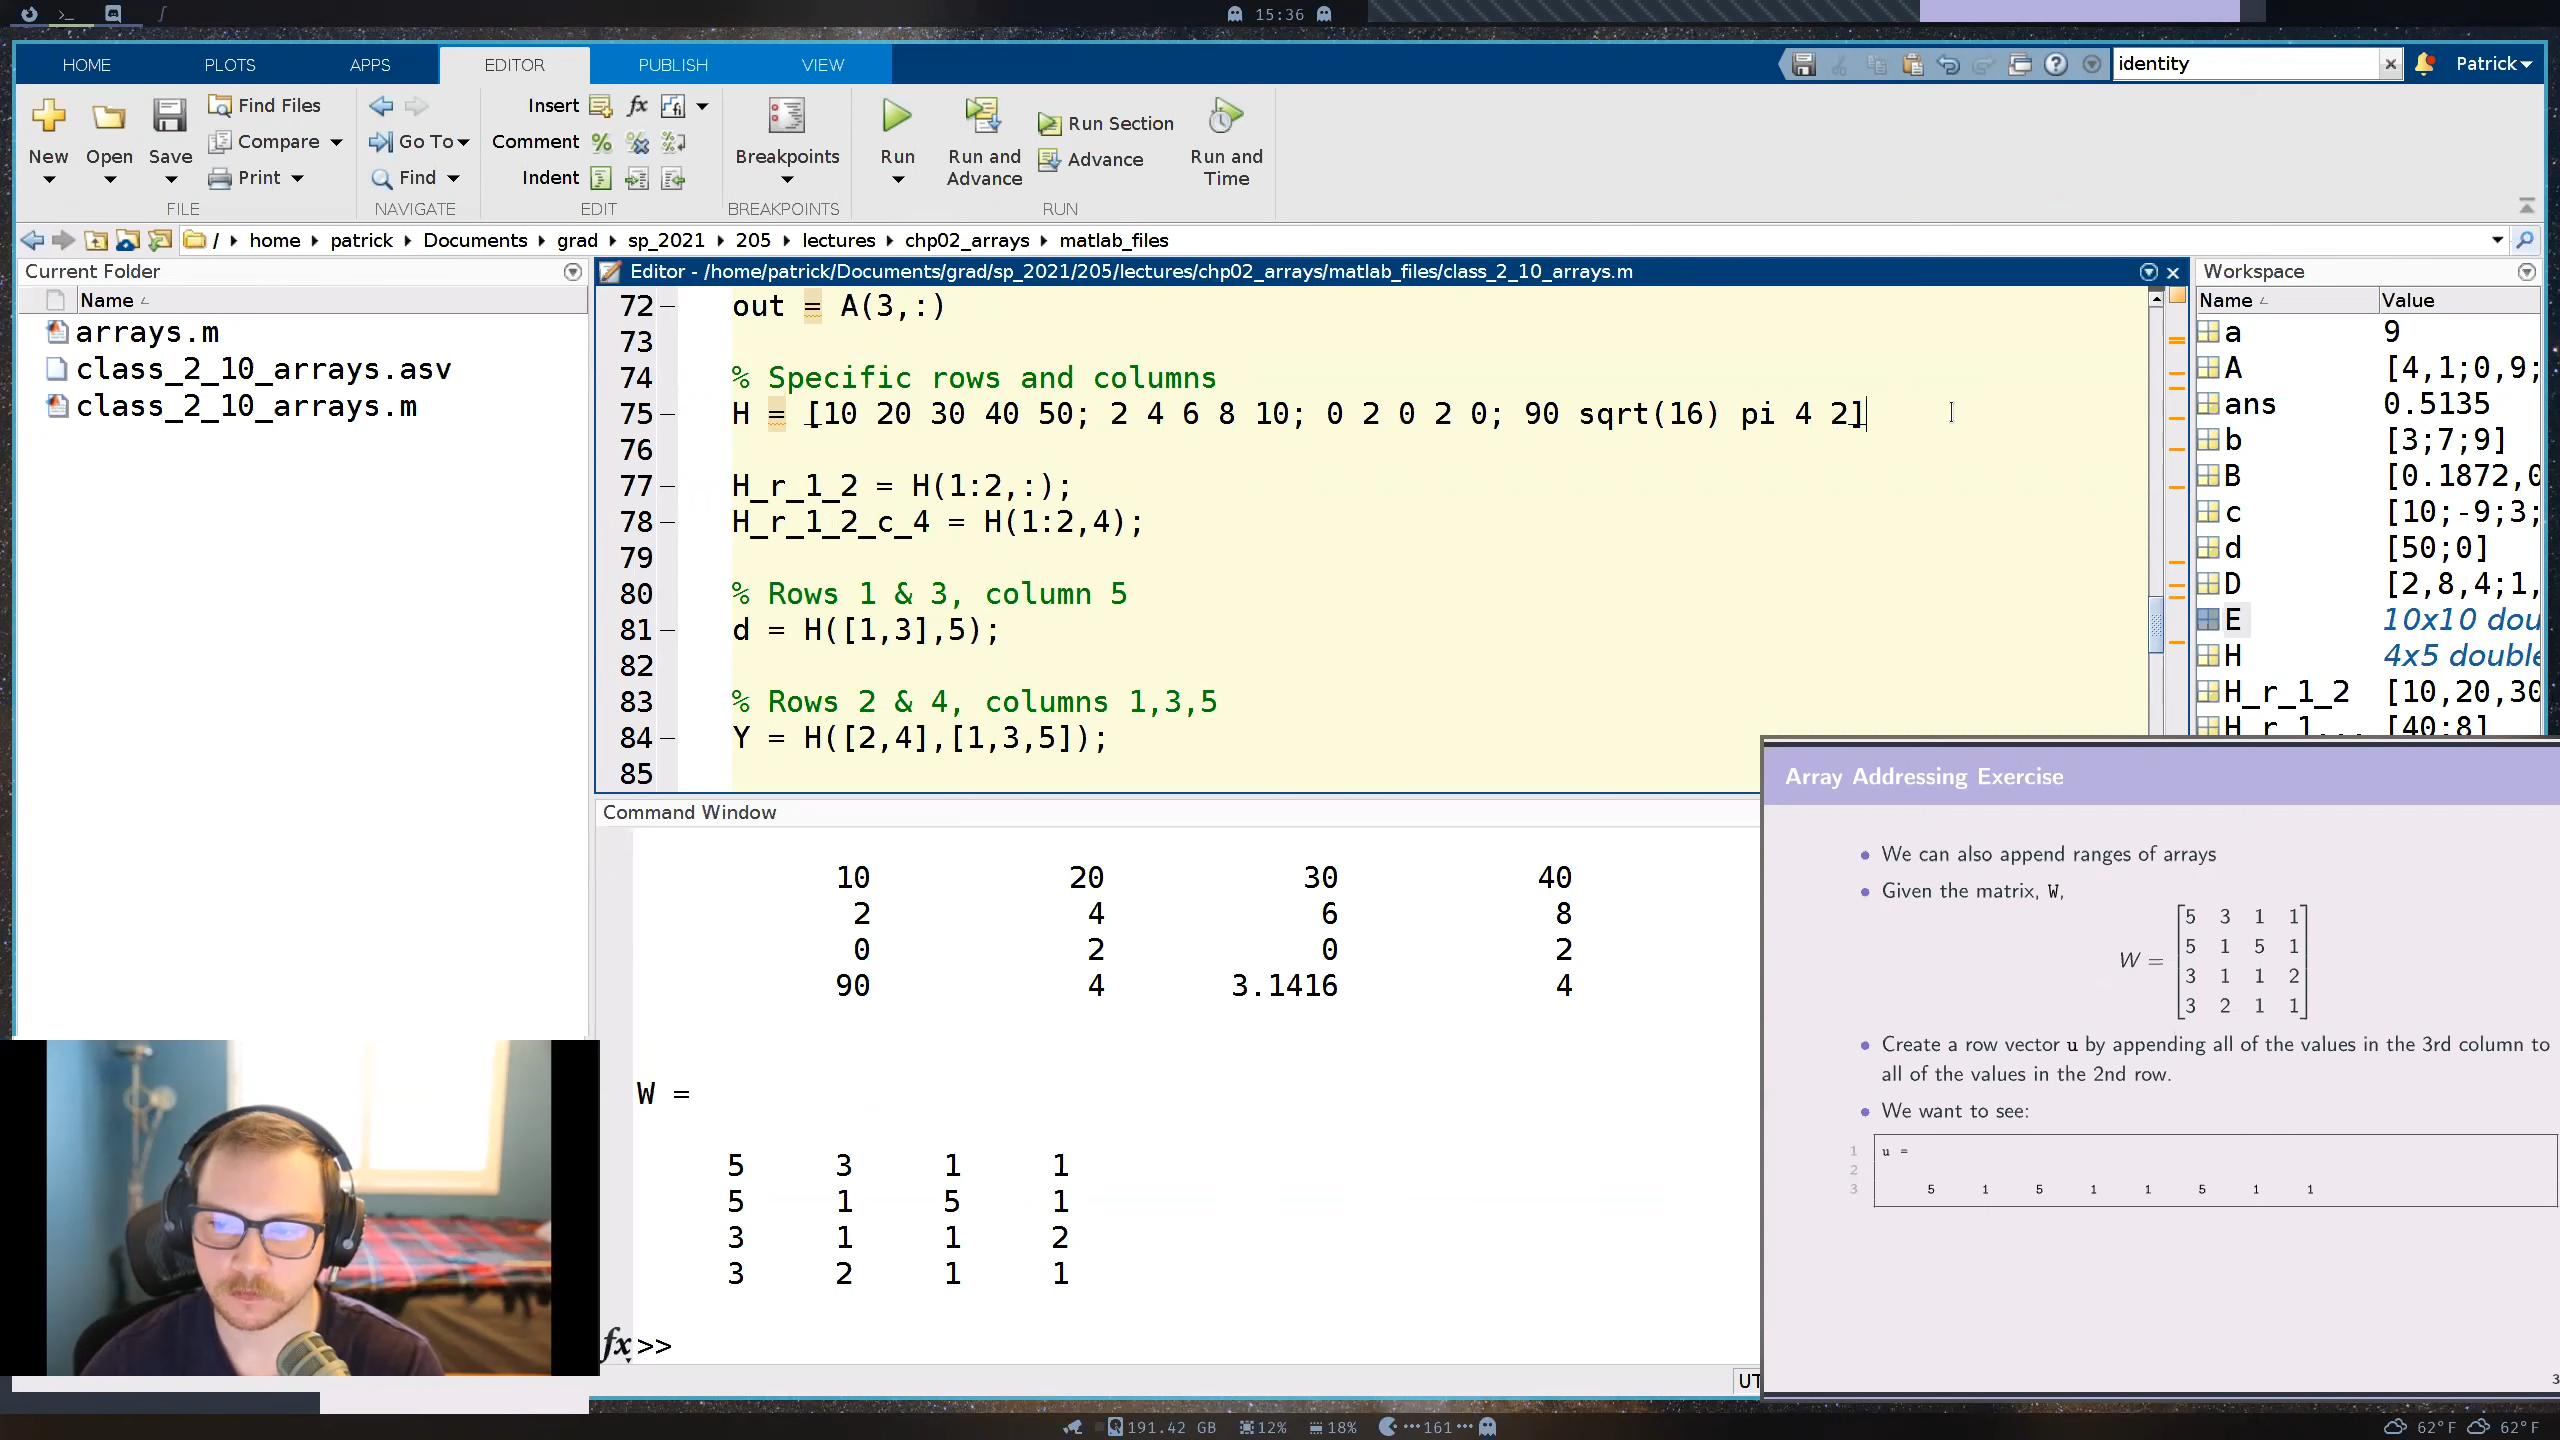 15:36
HOME PLOTS APPS EDITOR PUBLISH VIEW
identity
Patrick
New Open Save
Find Files
Compare
Print
Go To
Find
Insert
Comment
Indent
Breakpoints
Run
Run and Advance
Run Section
Advance
Run and Time
FILE NAVIGATE EDIT BREAKPOINTS RUN
/ home patrick Documents grad sp_2021 205 lectures chp02_arrays matlab_files
Current Folder
Name
arrays.m
class_2_10_arrays.asv
class_2_10_arrays.m
Editor - /home/patrick/Documents/grad/sp_2021/205/lectures/chp02_arrays/matlab_files/class_2_10_arrays.m
72 out = A(3,:)
73
74 % Specific rows and columns
75 H = [10 20 30 40 50; 2 4 6 8 10; 0 2 0 2 0; 90 sqrt(16) pi 4 2]
76
77 H_r_1_2 = H(1:2,:);
78 H_r_1_2_c_4 = H(1:2,4);
79
80 % Rows 1 & 3, column 5
81 d = H([1,3],5);
82
83 % Rows 2 & 4, columns 1,3,5
84 Y = H([2,4],[1,3,5]);
85
Workspace
Name Value
a 9
A [4,1;0,9;
ans 0.5135
b [3;7;9]
B [0.1872,0
c [10;-9;3;
d [50;0]
D [2,8,4;1,
E 10x10 dou
H 4x5 double
H_r_1_2 [10,20,30
H_r_1... [40;8]
Command Window
10 20 30 40
2 4 6 8
0 2 0 2
90 4 3.1416 4
W =
5 3 1 1
5 1 5 1
3 1 1 2
3 2 1 1
fx >>
UT
Array Addressing Exercise
• We can also append ranges of arrays
• Given the matrix, W,
W =
5 3 1 1
5 1 5 1
3 1 1 2
3 2 1 1
• Create a row vector u by appending all of the values in the 3rd column to
all of the values in the 2nd row.
• We want to see:
1 u =
2
3 5 1 5 1 1 5 1 1
3
191.42 GB 12% 18% 161
62°F 62°F